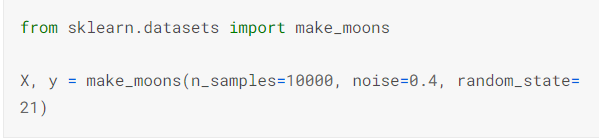 from sklearn.datasets import make_moons
X, y = make_moons(n_samples=10000, noise=0.4, random_state=
21)